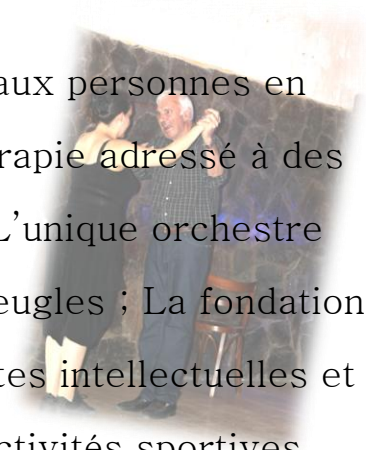 aux personnes en
rapie adressé à des
L'unique orchestre
eugles ; La fondation
tes intellectuelles et
ctivités sportives